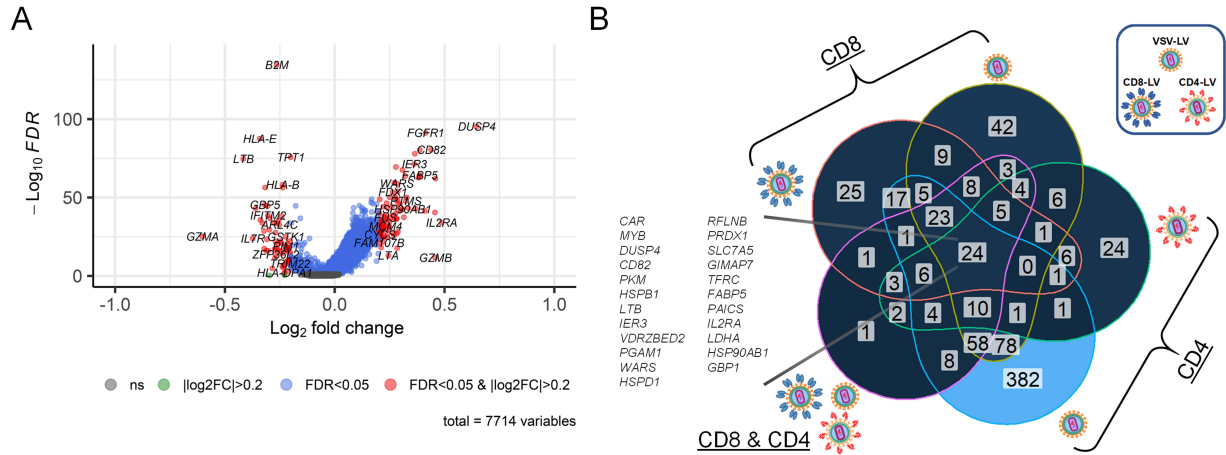 A
B2M
DUSP4
FGFR1
HLA-E
CD82
LTB
TPT1
IER3
FABP5
HLA-B
WARS
FDX1
GBP5
IFITM2
HSP90AB1
ARL4C
IL2RA
GZMA
IL7R
GSTK1
MCM4
PIM1
FAM107B
ZFP36L2
LTA
GZMB
TRIM22
HLA-DPA1
100
50
0
-1.0
-0.5
0.0
0.5
1.0
− Log10 FDR
Log2 fold change
ns
|log2FC|>0.2
FDR<0.05
FDR<0.05 & |log2FC|>0.2
total = 7714 variables
B
CD8
VSV-LV
CD8-LV
CD4-LV
42
9
3
25
17
5
8
4
6
23
5
1
1
24
24
1
6
0
6
1
3
2
4
10
1
1
1
58
78
8
382
CAR
RFLNB
MYB
PRDX1
DUSP4
SLC7A5
CD82
GIMAP7
PKM
TFRC
HSPB1
FABP5
LTB
PAICS
IER3
IL2RA
VDRZBED2
LDHA
PGAM1
HSP90AB1
WARS
GBP1
HSPD1
CD4
CD8 & CD4